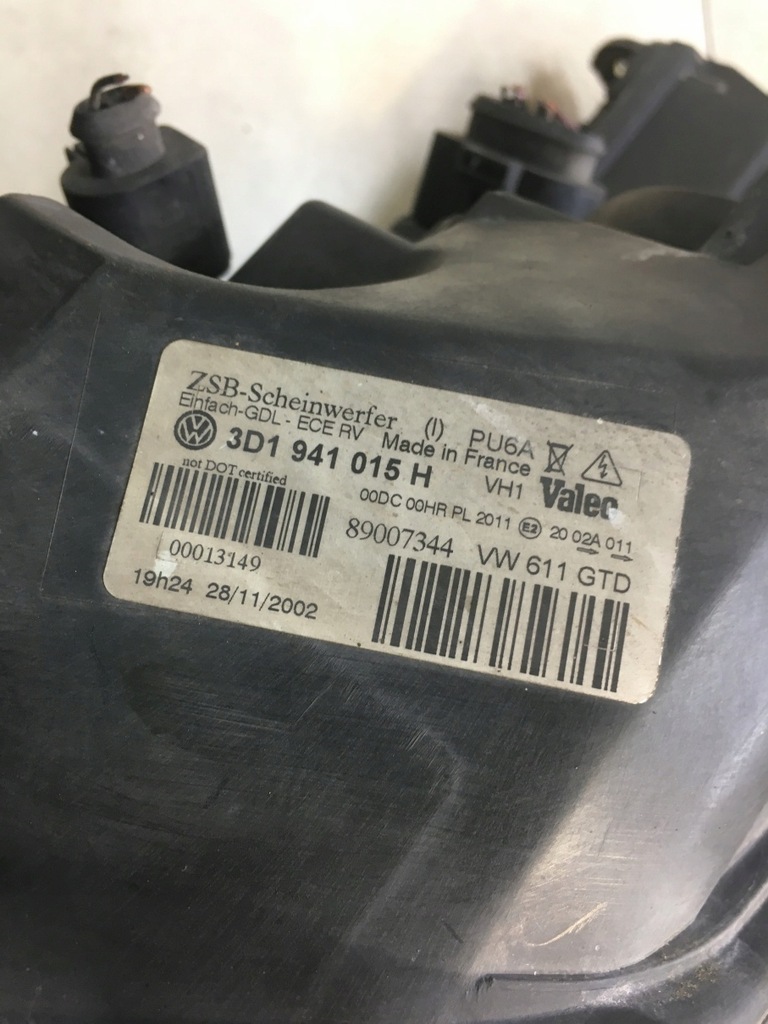 ZSB-Scheinwerfer (l) PU6A
Einfach-GDL - ECE RV Made in France
VW 3D1 941 015 H VH1 Valeo
not DOT certified 00DC 00HR PL 2011 E2 20 02A 011
89007344 VW 611 GTD
00013149
19h24 28/11/2002